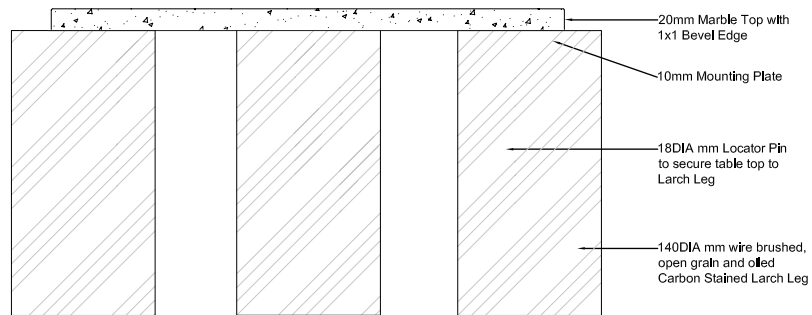 20mm Marble Top with
1x1 Bevel Edge
10mm Mounting Plate
18DIA mm Locator Pin
to secure table top to
Larch Leg
140DIA mm wire brushed,
open grain and oiled
Carbon Stained Larch Leg